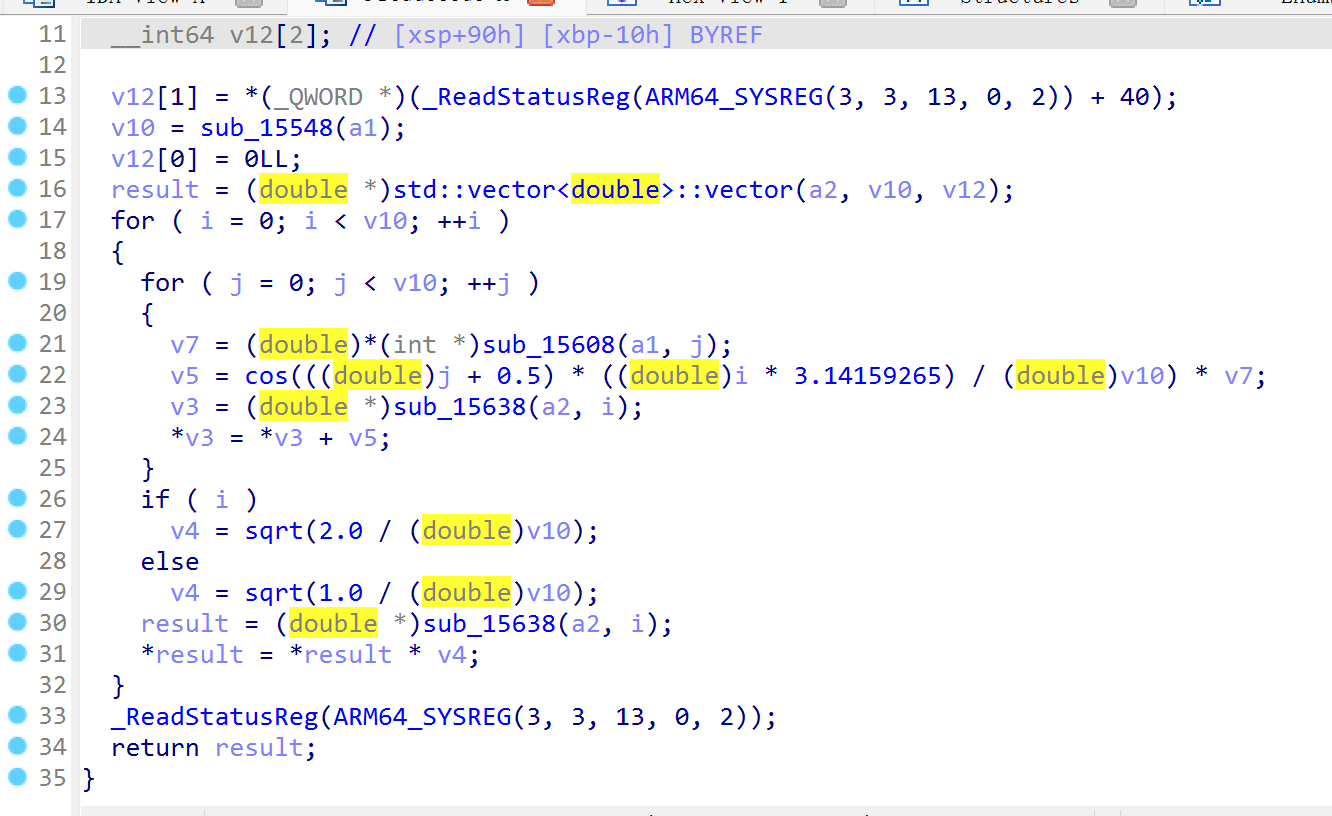 11 __int64 v12[2]; // [xsp+90h] [xbp-10h] BYREF
12
13 v12[1] = *(_QWORD *)(_ReadStatusReg(ARM64_SYSREG(3, 3, 13, 0, 2)) + 40);
14 v10 = sub_15548(a1);
15 v12[0] = 0LL;
16 result = (double *)std::vector<double>::vector(a2, v10, v12);
17 for ( i = 0; i < v10; ++i )
18 {
19 for ( j = 0; j < v10; ++j )
20 {
21 v7 = (double)*(int *)sub_15608(a1, j);
22 v5 = cos(((double)j + 0.5) * ((double)i * 3.14159265) / (double)v10) * v7;
23 v3 = (double *)sub_15638(a2, i);
24 *v3 = *v3 + v5;
25 }
26 if ( i )
27 v4 = sqrt(2.0 / (double)v10);
28 else
29 v4 = sqrt(1.0 / (double)v10);
30 result = (double *)sub_15638(a2, i);
31 *result = *result * v4;
32 }
33 _ReadStatusReg(ARM64_SYSREG(3, 3, 13, 0, 2));
34 return result;
35 }